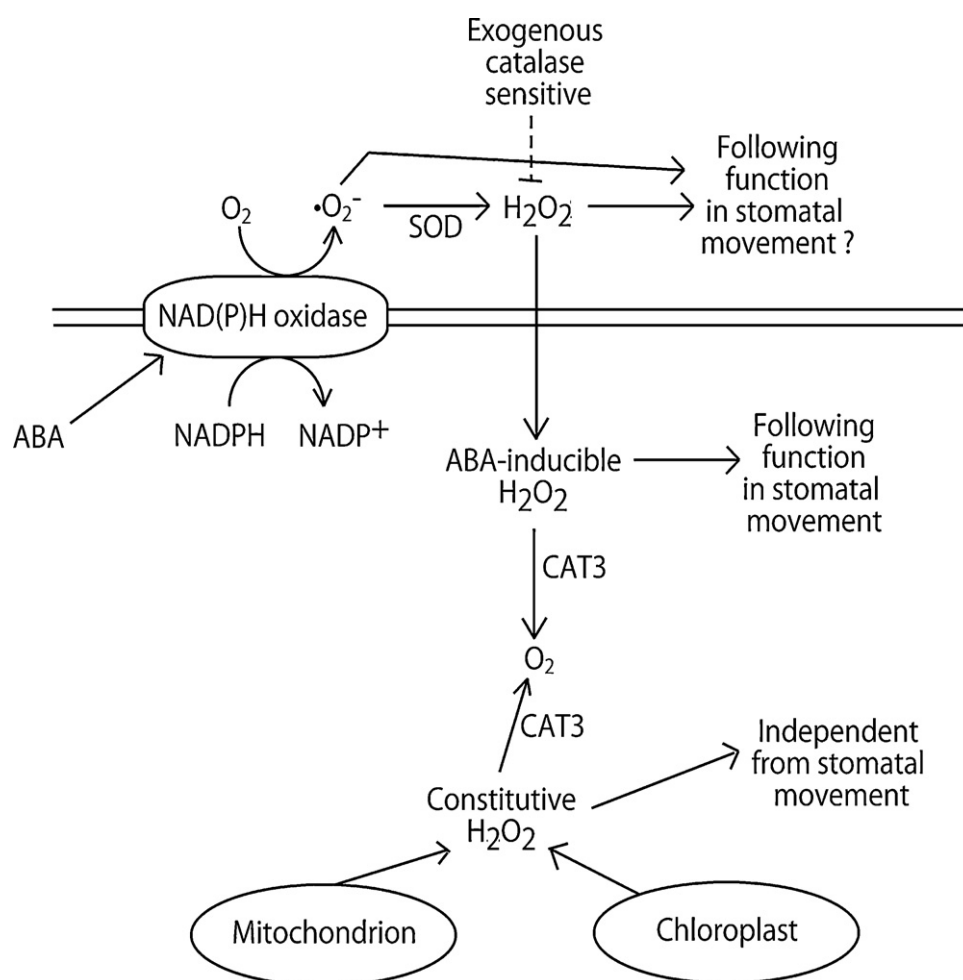 Exogenous
catalase
sensitive
Following
function
in stomatal
movement ?
O₂
•O₂⁻
SOD
H₂O₂
NAD(P)H oxidase
ABA
NADPH
NADP+
ABA-inducible
H₂O₂
Following
function
in stomatal
movement
CAT3
O₂
CAT3
Independent
from stomatal
movement
Constitutive
H₂O₂
Mitochondrion
Chloroplast